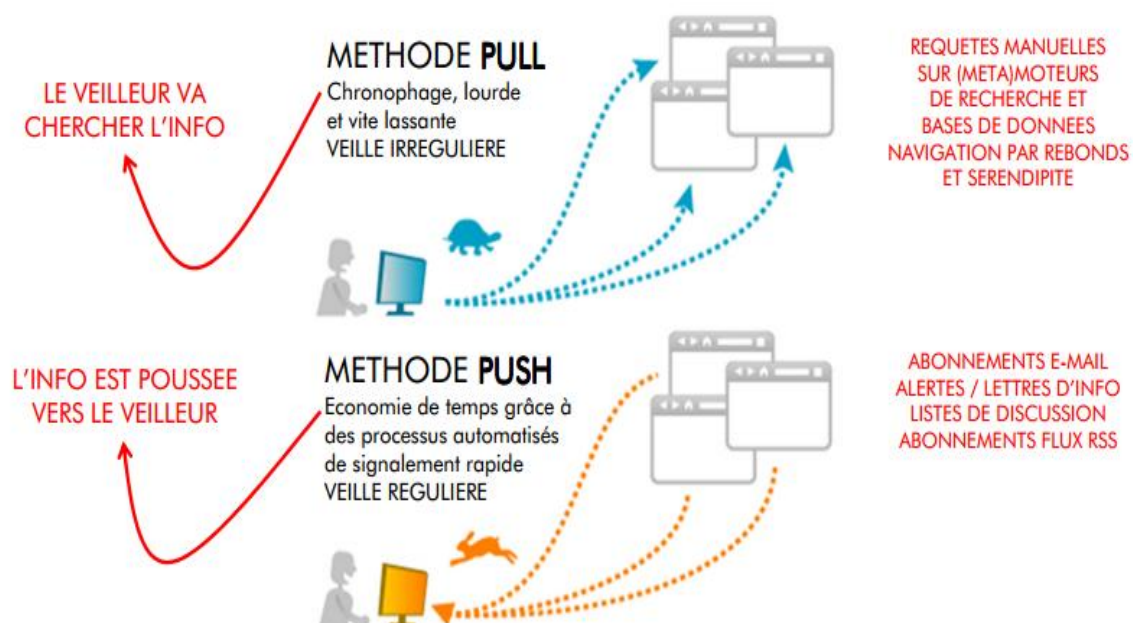 LE VEILLEUR VA
CHERCHER L'INFO
METHODE PULL
Chronophage, lourde
et vite lassante
VEILLE IRREGULIERE
REQUETES MANUELLES
SUR (META)MOTEURS
DE RECHERCHE ET
BASES DE DONNEES
NAVIGATION PAR REBONDS
ET SERENDIPITE
L'INFO EST POUSSEE
VERS LE VEILLEUR
METHODE PUSH
Economie de temps grâce à
des processus automatisés
de signalement rapide
VEILLE REGULIERE
ABONNEMENTS E-MAIL
ALERTES / LETTRES D'INFO
LISTES DE DISCUSSION
ABONNEMENTS FLUX RSS